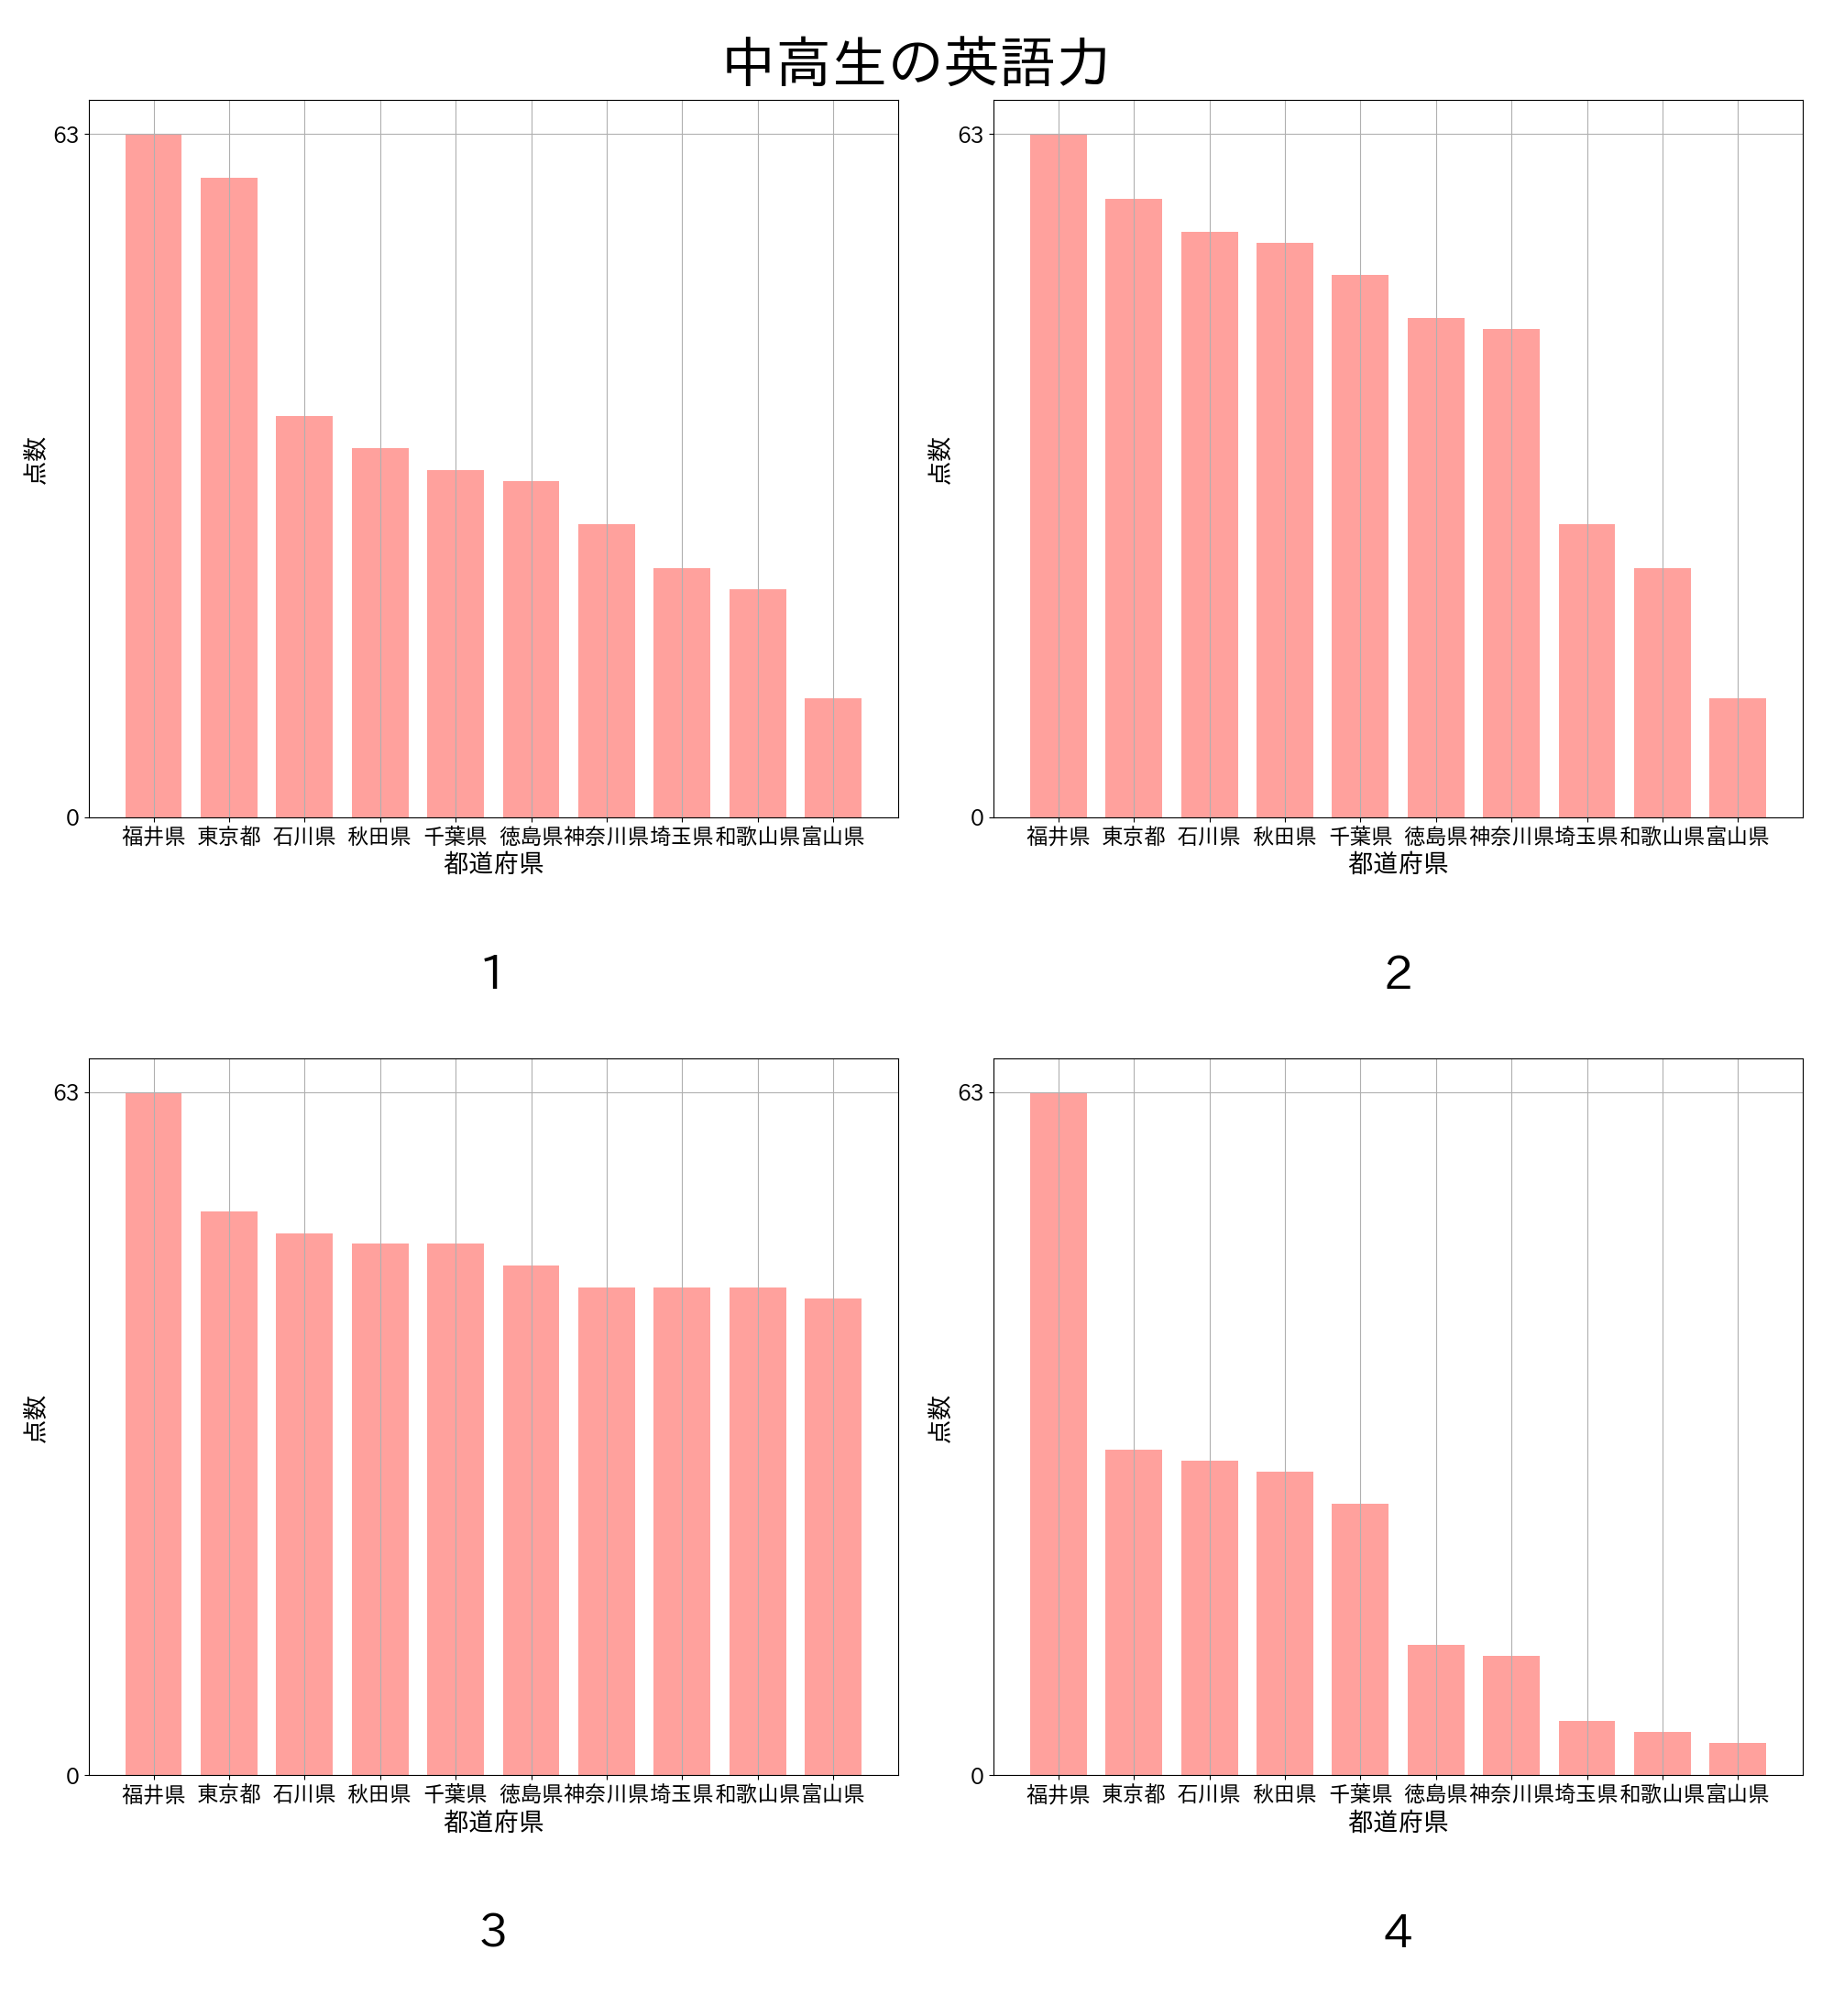 中高生の英語力
63
点数
0
福井県 東京都 石川県 秋田県 千葉県 徳島県 神奈川県 埼玉県 和歌山県 富山県
都道府県
1
63
点数
0
福井県 東京都 石川県 秋田県 千葉県 徳島県 神奈川県 埼玉県 和歌山県 富山県
都道府県
2
63
点数
0
福井県 東京都 石川県 秋田県 千葉県 徳島県 神奈川県 埼玉県 和歌山県 富山県
都道府県
3
63
点数
0
福井県 東京都 石川県 秋田県 千葉県 徳島県 神奈川県 埼玉県 和歌山県 富山県
都道府県
4